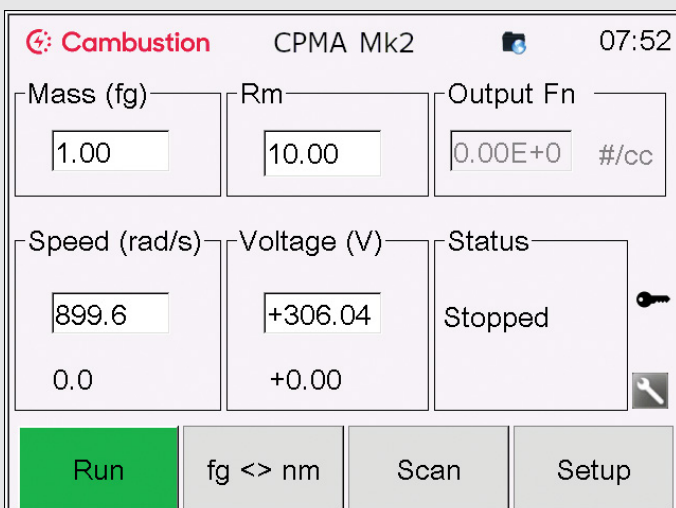 Cambustion CPMA Mk2 07:52
Mass (fg) Rm Output Fn
1.00 10.00 0.00E+0 #/cc
Speed (rad/s) Voltage (V) Status
899.6 +306.04 Stopped
0.0 +0.00
Run fg <> nm Scan Setup